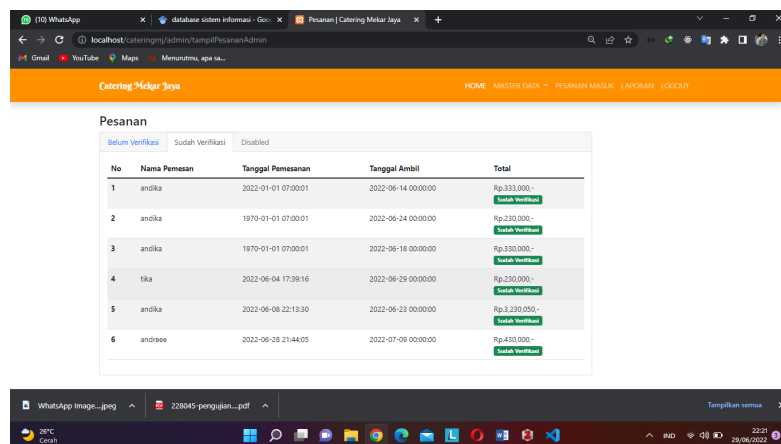 (10) WhatsApp
database sistem informasi - Goo
Pesanan | Catering Mekar Jaya
localhost/cateringmj/admin/tampilPesananAdmin
Gmail YouTube Maps Menurutmu, apa sa...
Catering Mekar Jaya
HOME MASTER DATA PESANAN MASUK LAPORAN LOGOUT
Pesanan
Belum Verifikasi Sudah Verifikasi Disabled
No Nama Pemesan Tanggal Pemesanan Tanggal Ambil Total
1 andika 2022-01-01 07:00:01 2022-06-14 00:00:00 Rp.333,000,-
Sudah Verifikasi
2 andika 1970-01-01 07:00:01 2022-06-24 00:00:00 Rp.230,000,-
Sudah Verifikasi
3 andika 1970-01-01 07:00:01 2022-06-18 00:00:00 Rp.330,000,-
Sudah Verifikasi
4 tika 2022-06-04 17:39:16 2022-06-29 00:00:00 Rp.230,000,-
Sudah Verifikasi
5 andika 2022-06-08 22:13:30 2022-06-23 00:00:00 Rp.3,230,050,-
Sudah Verifikasi
6 andreee 2022-06-28 21:44:05 2022-07-09 00:00:00 Rp.430,000,-
Sudah Verifikasi
WhatsApp Image....jpeg 228045-pengujian....pdf Tampilkan semua
26°C
Cerah
IND
22:21
29/06/2022